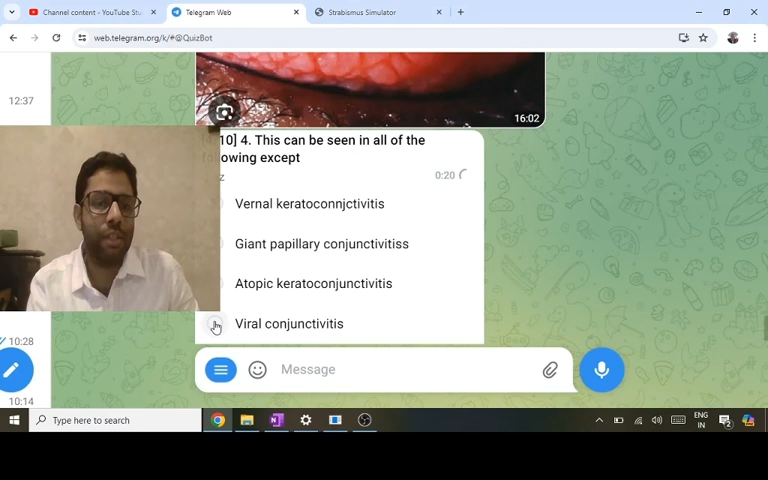 Channel content - YouTube Stu
Telegram Web
Strabismus Simulator
web.telegram.org/k/#@QuizBot
12:37
16:02
10] 4. This can be seen in all of the
owing except
z
0:20
Vernal keratoconnjctivitis
Giant papillary conjunctivitiss
Atopic keratoconjunctivitis
Viral conjunctivitis
10:28
Message
10:14
Type here to search
ENG
IN
2